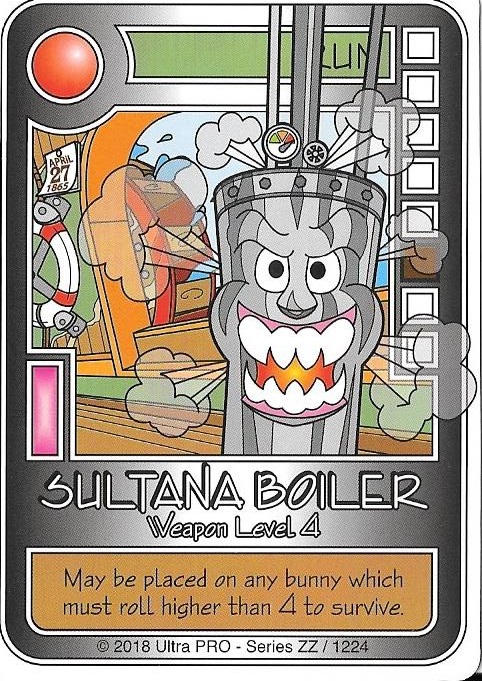 RUN
APRIL
27
1865
SULTANA BOILER
Weapon Level 4
May be placed on any bunny which
must roll higher than 4 to survive.
© 2018 Ultra PRO - Series ZZ / 1224